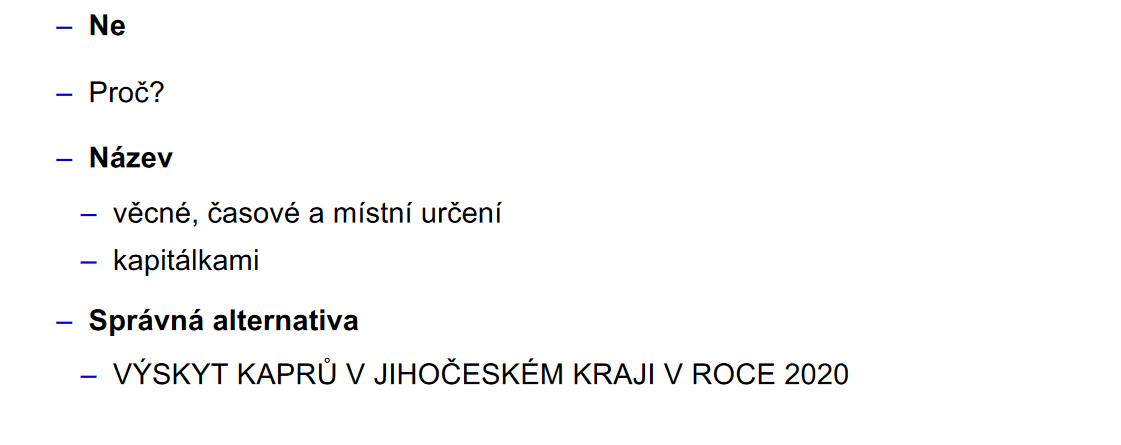 – Ne
– Proč?
– Název
– věcné, časové a místní určení
– kapitálkami
– Správná alternativa
– VÝSKYT KAPRŮ V JIHOČESKÉM KRAJI V ROCE 2020